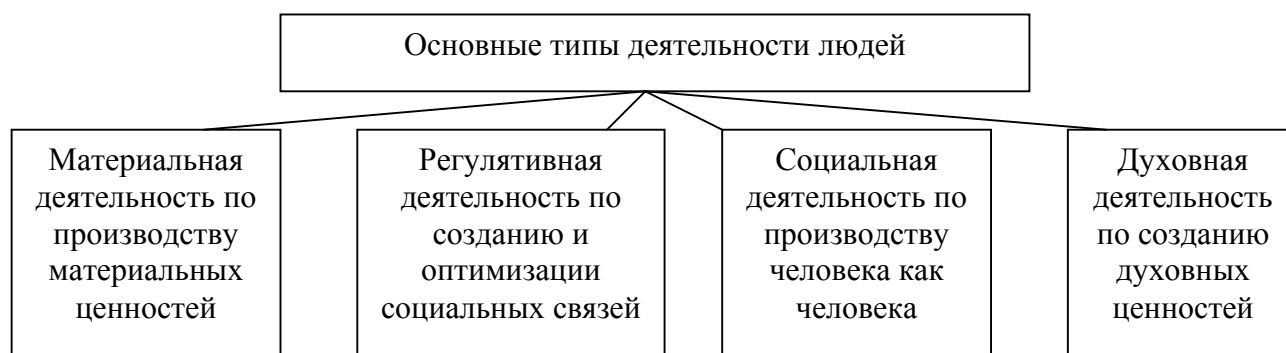 Основные типы деятельности людей
Материальная
деятельность по
производству
материальных
ценностей
Регулятивная
деятельность по
созданию и
оптимизации
социальных связей
Социальная
деятельность по
производству
человека как
человека
Духовная
деятельность
по созданию
духовных
ценностей